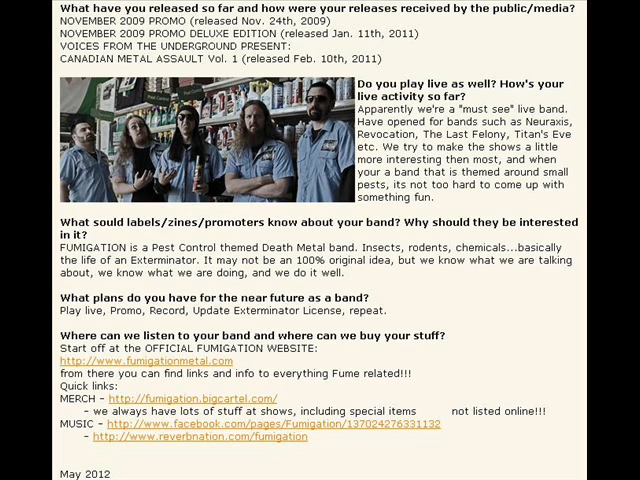 What have you released so far and how were your releases received by the public/media?
NOVEMBER 2009 PROMO (released Nov. 24th, 2009)
NOVEMBER 2009 PROMO DELUXE EDITION (released Jan. 11th, 2011)
VOICES FROM THE UNDERGROUND PRESENT:
CANADIAN METAL ASSAULT Vol. 1 (released Feb. 10th, 2011)
Do you play live as well? How's your
live activity so far?
Apparently we're a "must see" live band.
Have opened for bands such as Neuraxis,
Revocation, The Last Felony, Titan's Eve
etc. We try to make the shows a little
more interesting then most, and when
your a band that is themed around small
pests, its not too hard to come up with
something fun.
What sould labels/zines/promoters know about your band? Why should they be interested
in it?
FUMIGATION is a Pest Control themed Death Metal band. Insects, rodents, chemicals...basically
the life of an Exterminator. It may not be an 100% original idea, but we know what we are talking
about, we know what we are doing, and we do it well.
What plans do you have for the near future as a band?
Play live, Promo, Record, Update Exterminator License, repeat.
Where can we listen to your band and where can we buy your stuff?
Start off at the OFFICIAL FUMIGATION WEBSITE:
http://www.fumigationmetal.com
from there you can find links and info to everything Fume related!!!
Quick links:
MERCH - http://fumigation.bigcartel.com/
- we always have lots of stuff at shows, including special items not listed online!!!
MUSIC - http://www.facebook.com/pages/Fumigation/137024276331132
- http://www.reverbnation.com/fumigation
May 2012